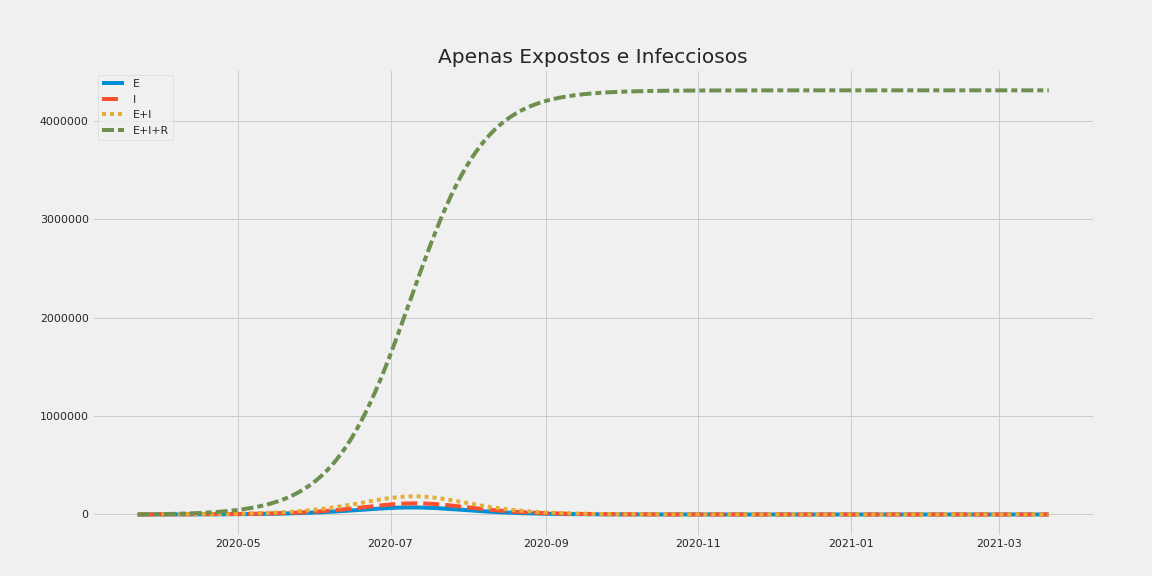 Apenas Expostos e Infecciosos
E
I
E+I
E+I+R
4000000
3000000
2000000
1000000
0
2020-05 2020-07 2020-09 2020-11 2021-01 2021-03